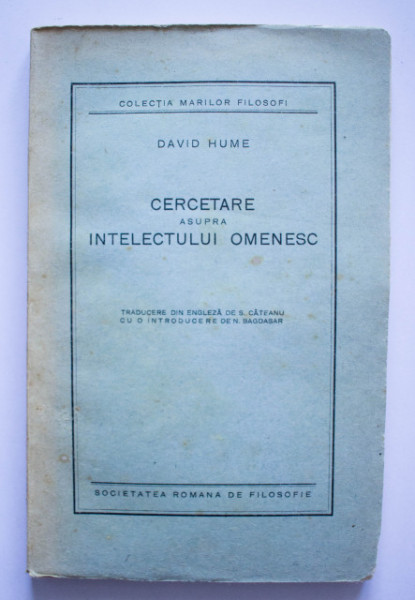 COLECȚIA MARILOR FILOSOFI
DAVID HUME
CERCETARE
ASUPRA
INTELECTULUI OMENESC
TRADUCERE DIN ENGLEZĂ DE S. CĂTEANU
CU O INTRODUCERE DE N. BAGDASAR
SOCIETATEA ROMANA DE FILOSOFIE